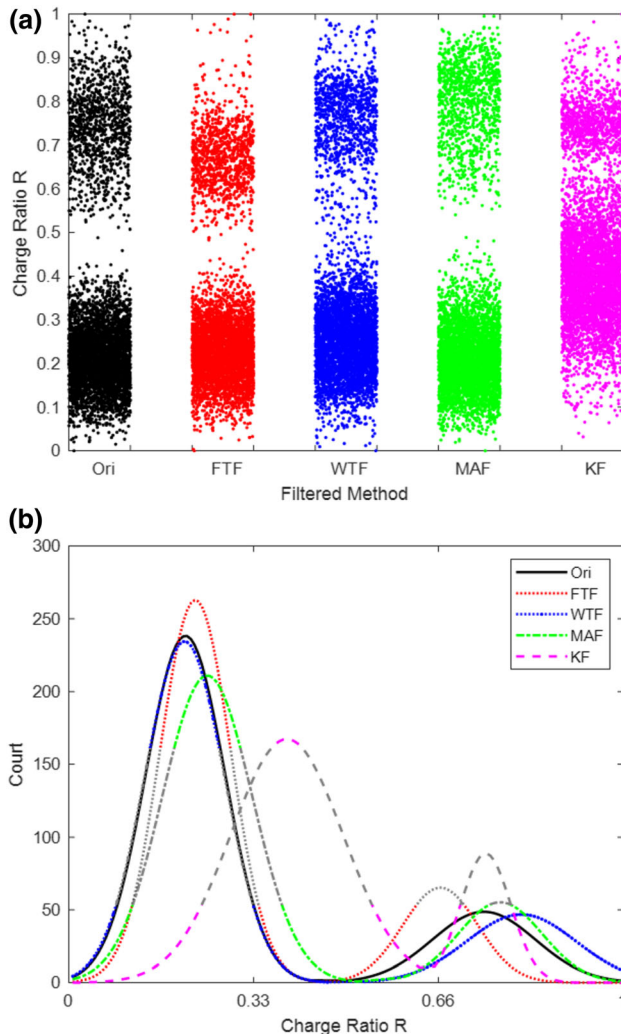 (a)
1
0.9
0.8
0.7
0.6
0.5
0.4
0.3
0.2
0.1
0
Charge Ratio R
Ori FTF WTF MAF KF
Filtered Method
(b)
300
250
200
150
100
50
0
Court
Ori
FTF
WTF
MAF
KF
0 0.33 0.66 1
Charge Ratio R